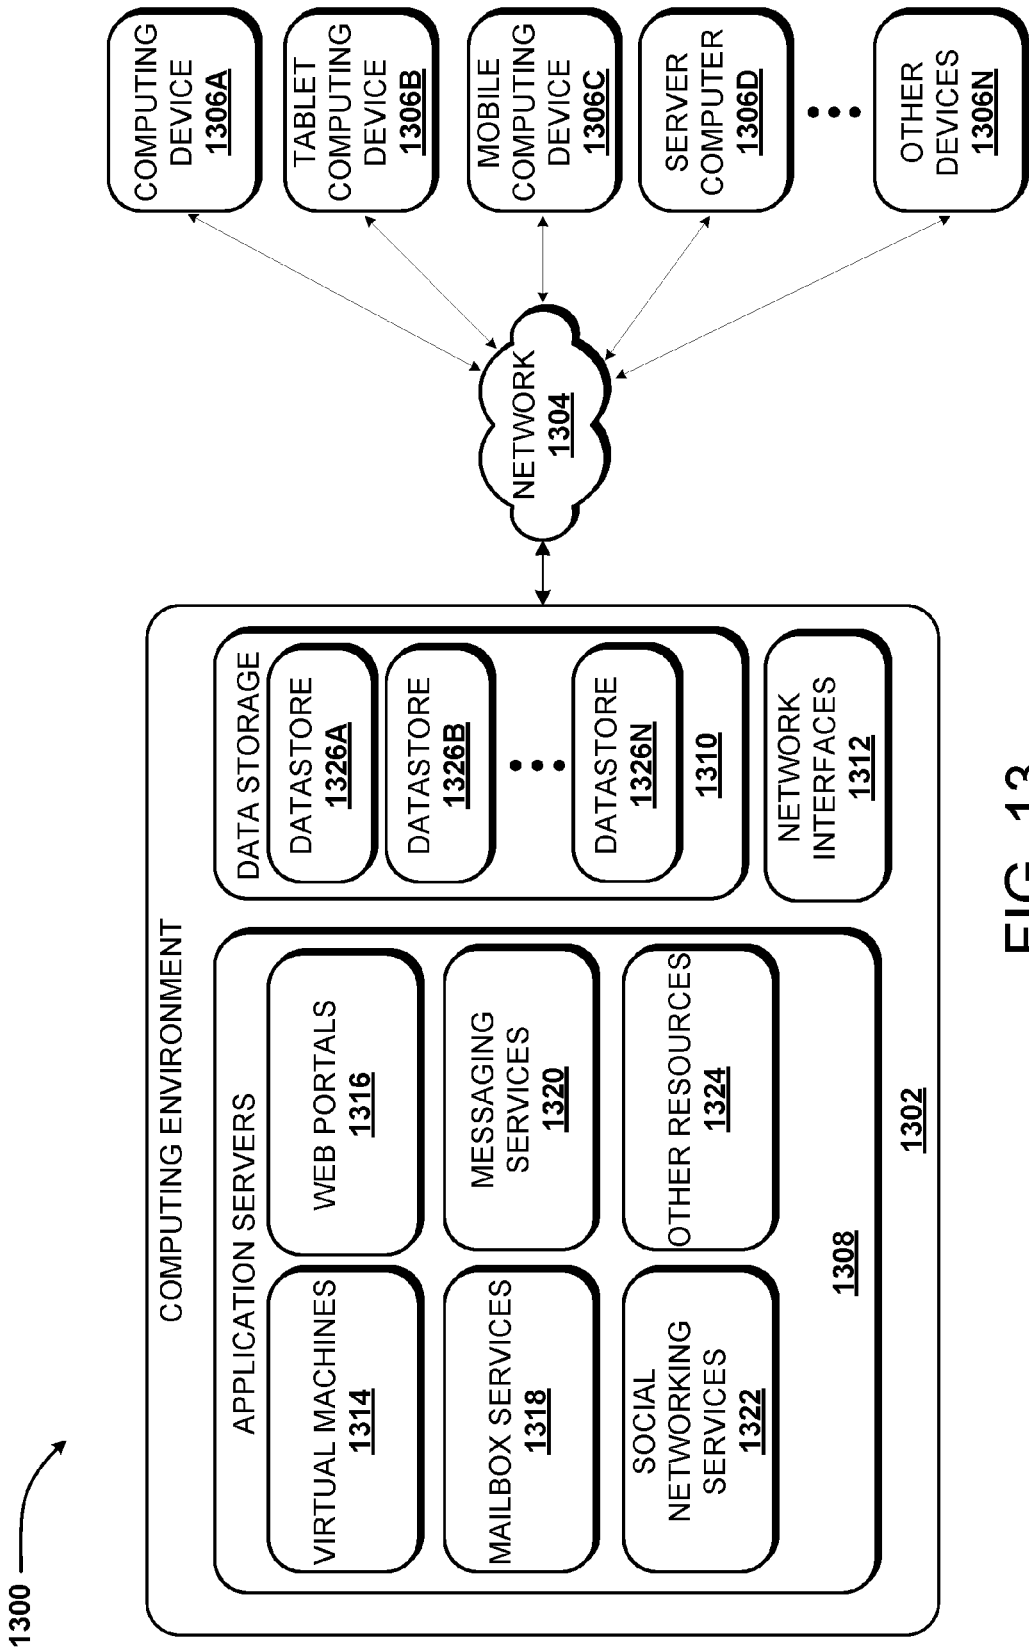 1300
COMPUTING ENVIRONMENT
APPLICATION SERVERS
VIRTUAL MACHINES
1314
WEB PORTALS
1316
MAILBOX SERVICES
1318
MESSAGING
SERVICES
1320
SOCIAL
NETWORKING
SERVICES
1322
OTHER RESOURCES
1324
1308
DATA STORAGE
DATASTORE
1326A
DATASTORE
1326B
DATASTORE
1326N
1310
NETWORK
INTERFACES
1312
1302
NETWORK
1304
COMPUTING
DEVICE
1306A
TABLET
COMPUTING
DEVICE
1306B
MOBILE
COMPUTING
DEVICE
1306C
SERVER
COMPUTER
1306D
OTHER
DEVICES
1306N
FIG. 13